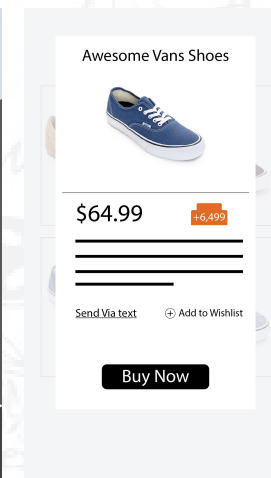 Awesome Vans Shoes
$64.99
+6,499
Send Via text
Add to Wishlist
Buy Now